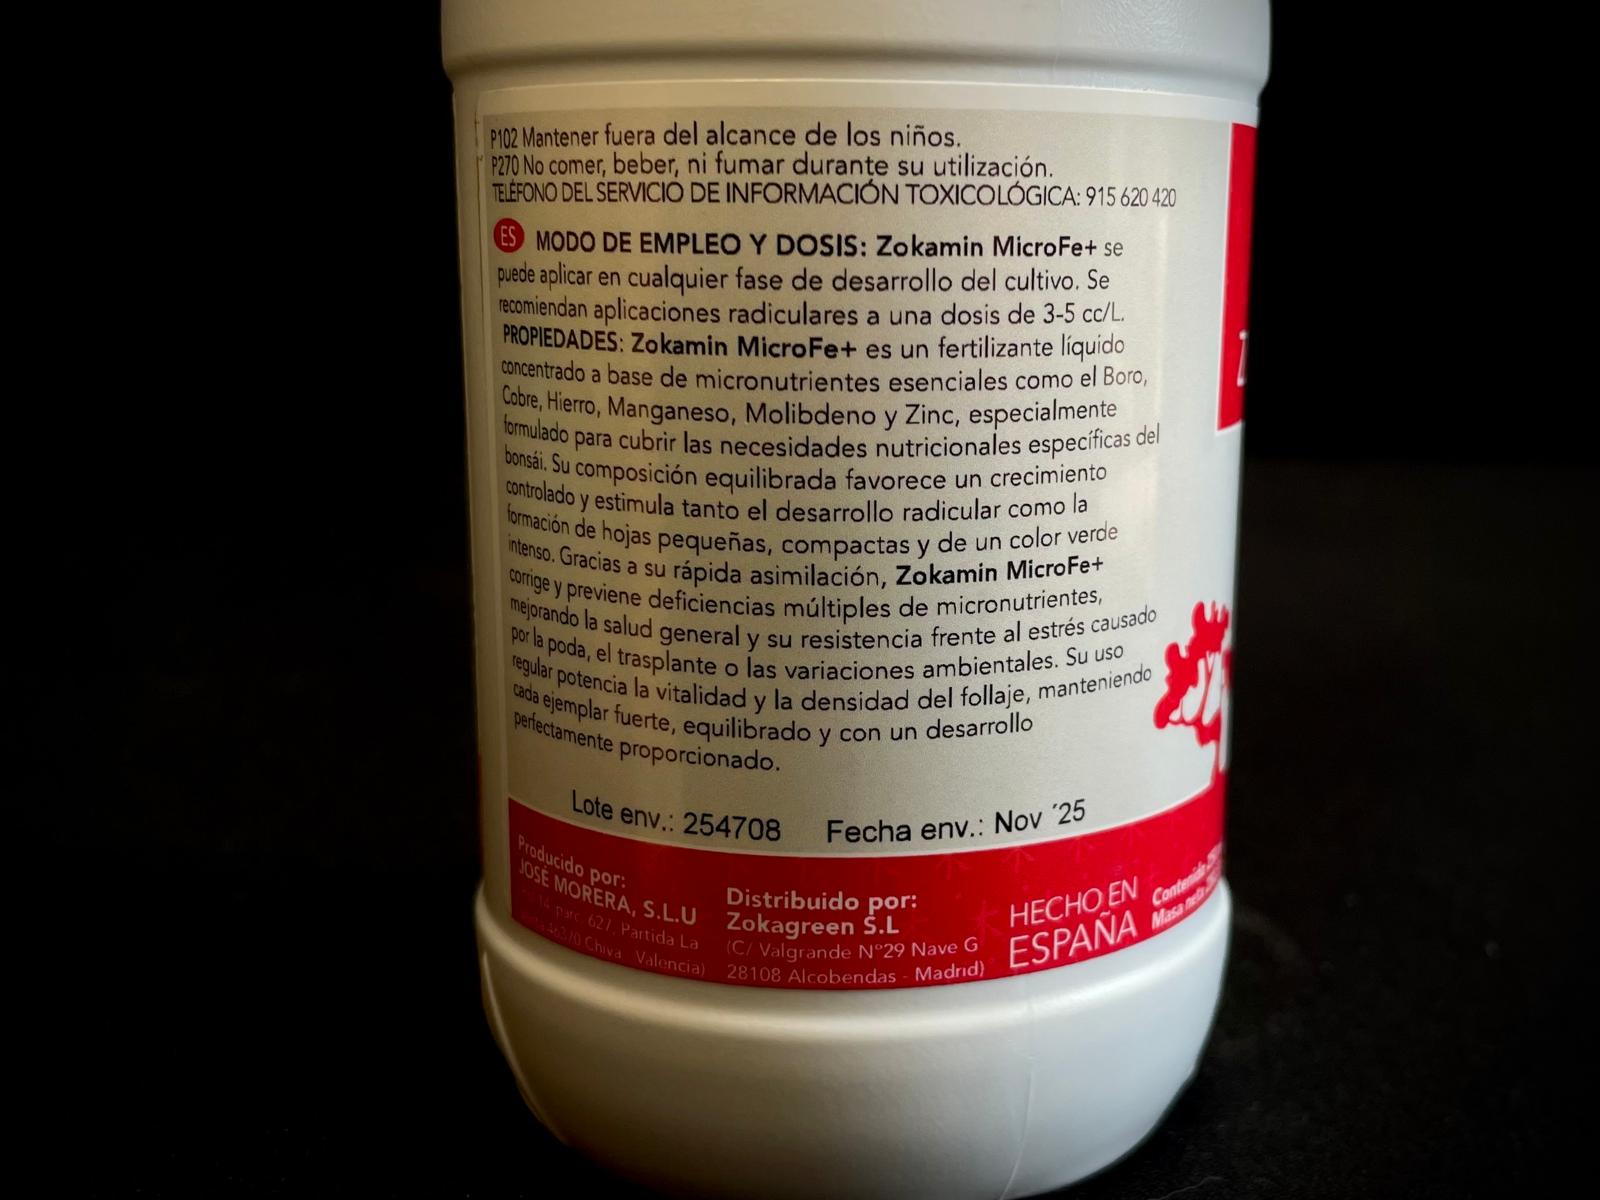 P102 Mantener fuera del alcance de los niños.
P270 No comer, beber, ni fumar durante su utilización.
TELÉFONO DEL SERVICIO DE INFORMACIÓN TOXICOLÓGICA: 915 620 420
ES MODO DE EMPLEO Y DOSIS: Zokamin MicroFe+ se
puede aplicar en cualquier fase de desarrollo del cultivo. Se
recomiendan aplicaciones radiculares a una dosis de 3-5 cc/L.
PROPIEDADES: Zokamin MicroFe+ es un fertilizante líquido
concentrado a base de micronutrientes esenciales como el Boro,
Cobre, Hierro, Manganeso, Molibdeno y Zinc, especialmente
formulado para cubrir las necesidades nutricionales específicas del
bonsái. Su composición equilibrada favorece un crecimiento
controlado y estimula tanto el desarrollo radicular como la
formación de hojas pequeñas, compactas y de un color verde
intenso. Gracias a su rápida asimilación, Zokamin MicroFe+
corrige y previene deficiencias múltiples de micronutrientes,
mejorando la salud general y su resistencia frente al estrés causado
por la poda, el trasplante o las variaciones ambientales. Su uso
regular potencia la vitalidad y la densidad del follaje, manteniendo
cada ejemplar fuerte, equilibrado y con un desarrollo
perfectamente proporcionado.
Lote env.: 254708 Fecha env.: Nov ´25
Producido por:
JOSÉ MORERA, S.L.U
parc. 627, Partida La
Chiva Valencia)
Distribuido por:
Zokagreen S.L
(C/ Valgrande Nº29 Nave G
28108 Alcobendas - Madrid)
HECHO EN
ESPAÑA
Contenido
Masa neta